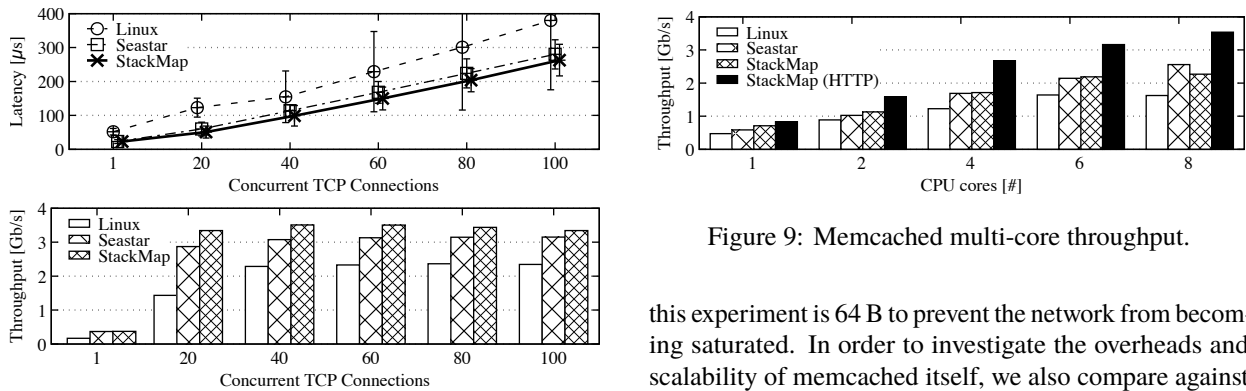 400
300
200
100
0
Latency [µs]
Linux
Seastar
StackMap
1 20 40 60 80 100
Concurrent TCP Connections
4
3
2
1
0
Throughput [Gb/s]
Linux
Seastar
StackMap
1 20 40 60 80 100
Concurrent TCP Connections
4
3
2
1
0
Throughput [Gb/s]
Linux
Seastar
StackMap
StackMap (HTTP)
1 2 4 6 8
CPU cores [#]
Figure 9: Memcached multi-core throughput.
this experiment is 64 B to prevent the network from becom-
ing saturated. In order to investigate the overheads and
scalability of memcached itself, we also compare against